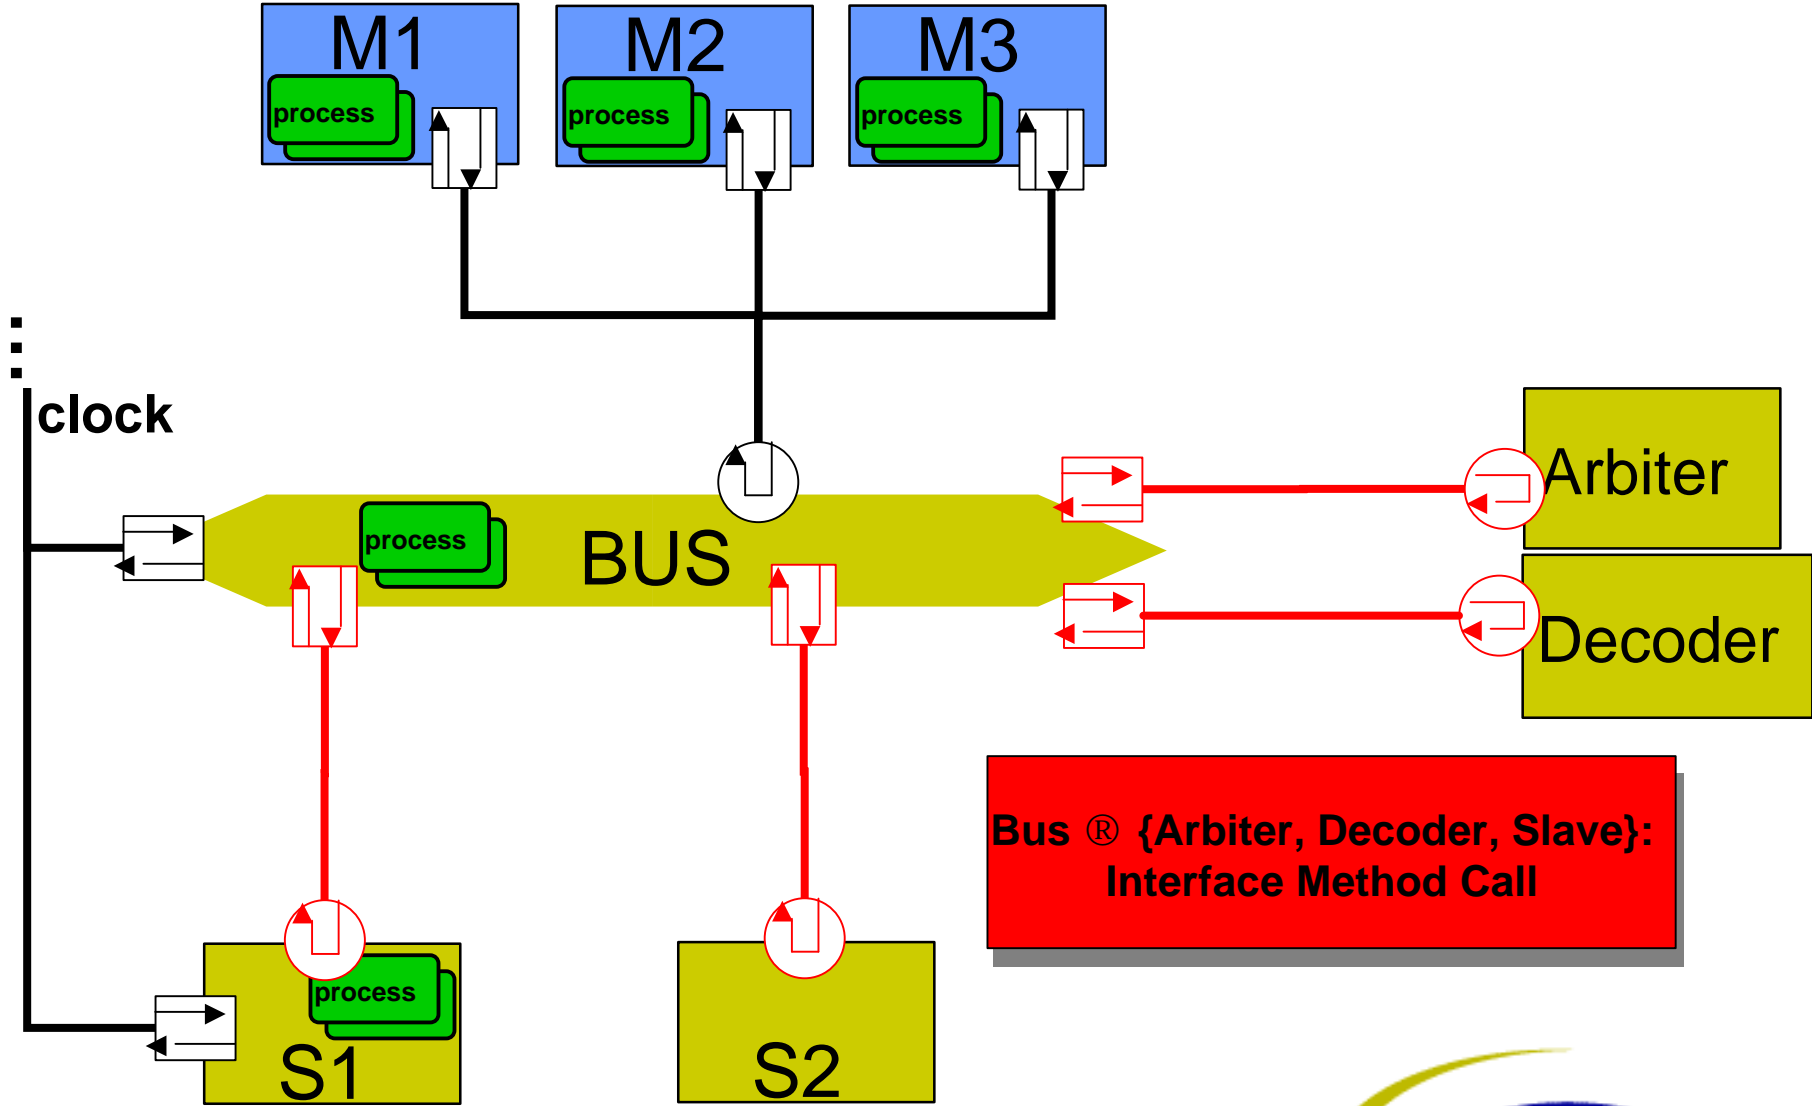 M1
M2
M3
process
process
process
clock
process
BUS
Arbiter
Decoder
Bus ® {Arbiter, Decoder, Slave}:
Interface Method Call
process
S1
S2